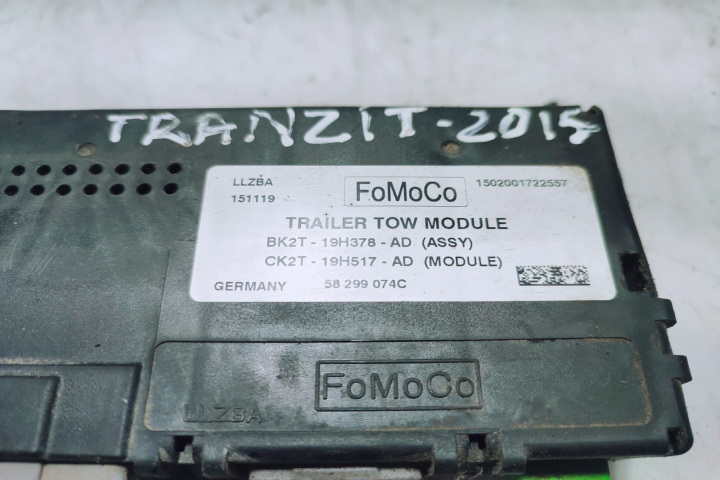 TRANZIT-2015
LLZBA FoMoCo 1502001722557
151119
TRAILER TOW MODULE
BK2T - 19H378 - AD (ASSY)
CK2T - 19H517 - AD (MODULE)
GERMANY 58 299 074C
FoMoCo
LLZBA